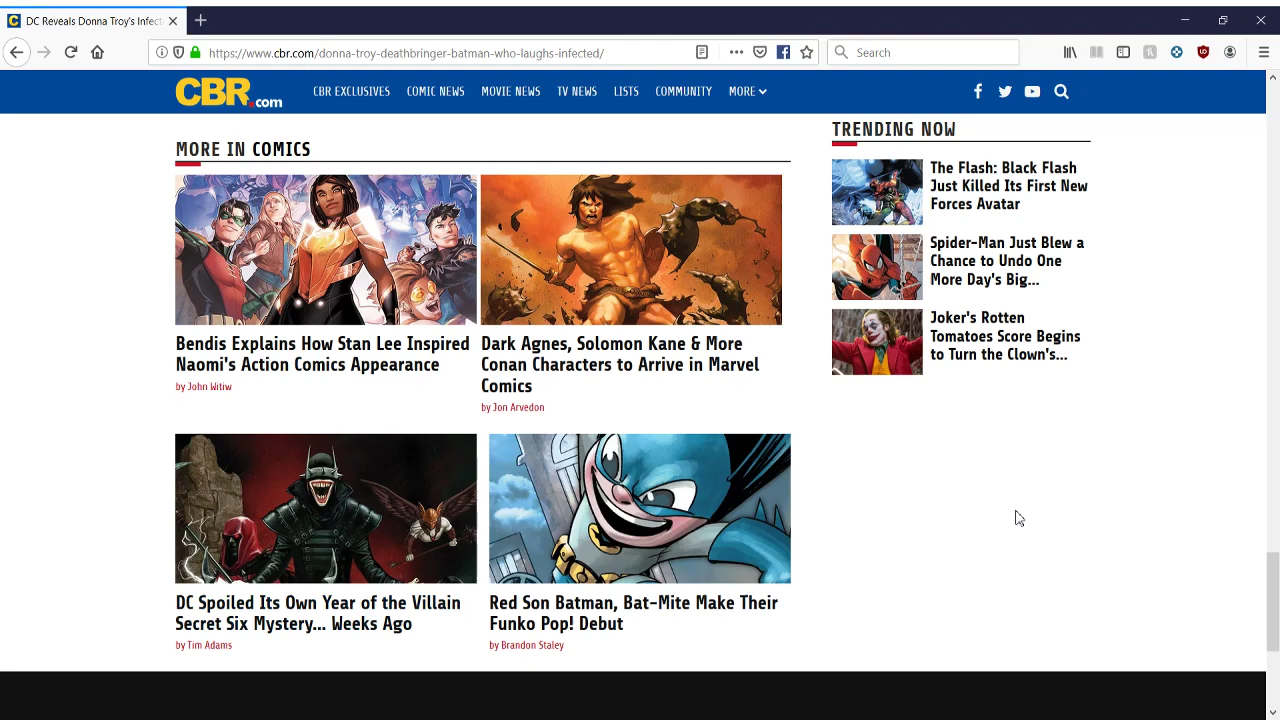 DC Reveals Donna Troy's Infect
https://www.cbr.com/donna-troy-deathbringer-batman-who-laughs-infected/
Search
CBR.com
CBR EXCLUSIVES
COMIC NEWS
MOVIE NEWS
TV NEWS
LISTS
COMMUNITY
MORE
MORE IN COMICS
Bendis Explains How Stan Lee Inspired
Naomi's Action Comics Appearance
by John Witiw
Dark Agnes, Solomon Kane & More
Conan Characters to Arrive in Marvel
Comics
by Jon Arvedon
DC Spoiled Its Own Year of the Villain
Secret Six Mystery... Weeks Ago
by Tim Adams
Red Son Batman, Bat-Mite Make Their
Funko Pop! Debut
by Brandon Staley
TRENDING NOW
The Flash: Black Flash
Just Killed Its First New
Forces Avatar
Spider-Man Just Blew a
Chance to Undo One
More Day's Big...
Joker's Rotten
Tomatoes Score Begins
to Turn the Clown's...